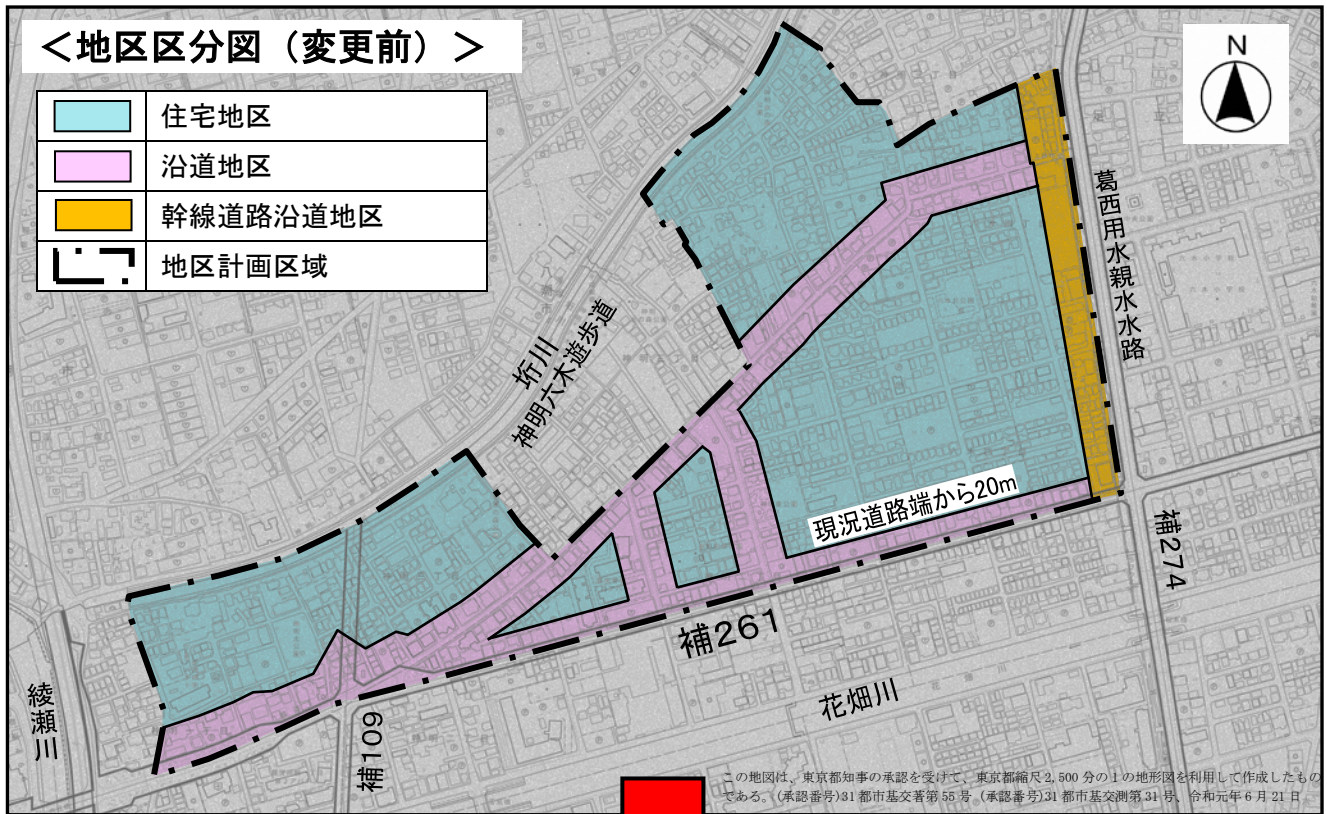 ＜地区区分図（変更前）＞
住宅地区
沿道地区
幹線道路沿道地区
地区計画区域
N
葛西用水親水水路
垳川
神明六木遊歩道
現況道路端から20m
補274
補261
花畑川
綾瀬川
補109
この地図は、東京都知事の承認を受けて、東京都縮尺2,500分の1の地形図を利用して作成したもの
である。(承認番号)31都市基交著第55号 (承認番号)31都市基交測第31号、令和元年6月21日